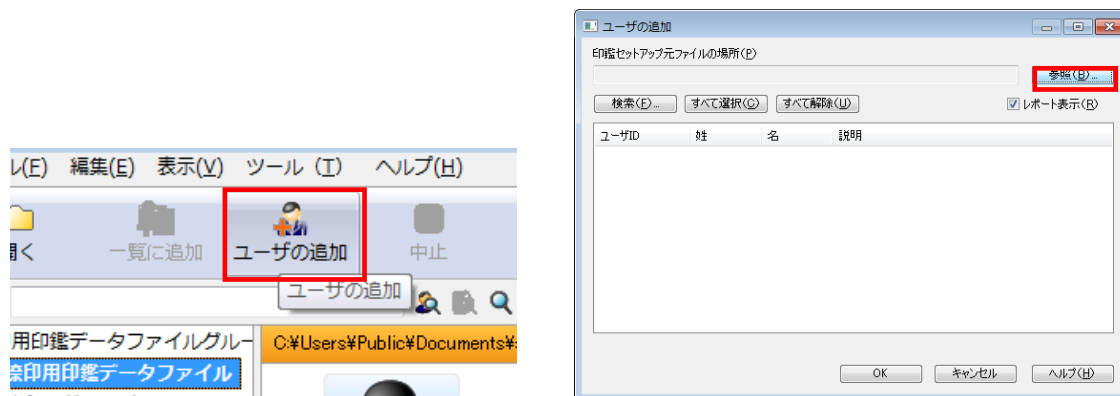 ル(F) 編集(E) 表示(V) ツール (T) ヘルプ(H)
開く 一覧に追加 ユーザの追加 中止
ユーザの追加
用印鑑データファイルグルー
C:¥Users¥Public¥Documents¥
印用印鑑データファイル
ユーザの追加
印鑑セットアップ元ファイルの場所(P)
参照(B)...
検索(F)... すべて選択(C) すべて解除(U) レポート表示(R)
ユーザID 姓 名 説明
OK キャンセル ヘルプ(H)